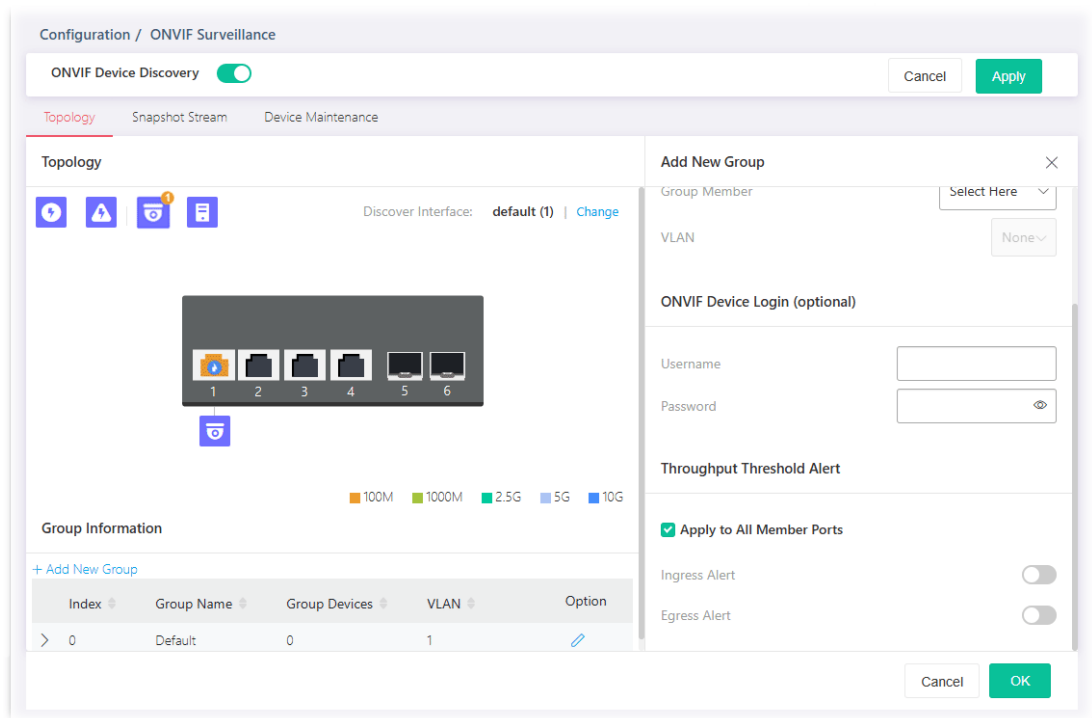 Configuration / ONVIF Surveillance
ONVIF Device Discovery
Cancel
Apply
Topology
Snapshot Stream
Device Maintenance
Topology
1
Discover Interface: default (1) | Change
1 2 3 4 5 6
100M 1000M 2.5G 5G 10G
Group Information
+ Add New Group
Index Group Name Group Devices VLAN Option
0 Default 0 1
Add New Group
Group Member Select Here
VLAN None
ONVIF Device Login (optional)
Username
Password
Throughput Threshold Alert
Apply to All Member Ports
Ingress Alert
Egress Alert
Cancel
OK